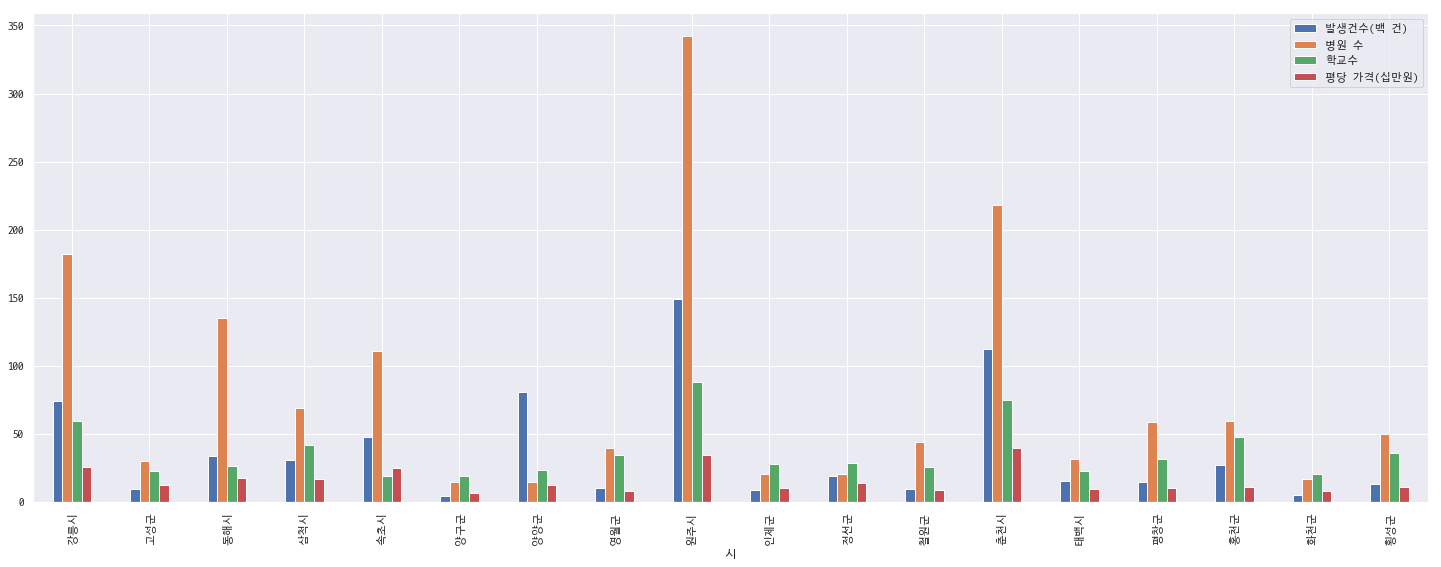 350
300
250
200
150
100
50
0
발생건수(백 건)
병원 수
학교수
평당 가격(십만원)
강릉시
고성군
동해시
삼척시
속초시
양구군
양양군
영월군
원주시
인제군
정선군
철원군
춘천시
태백시
평창군
홍천군
화천군
횡성군
시